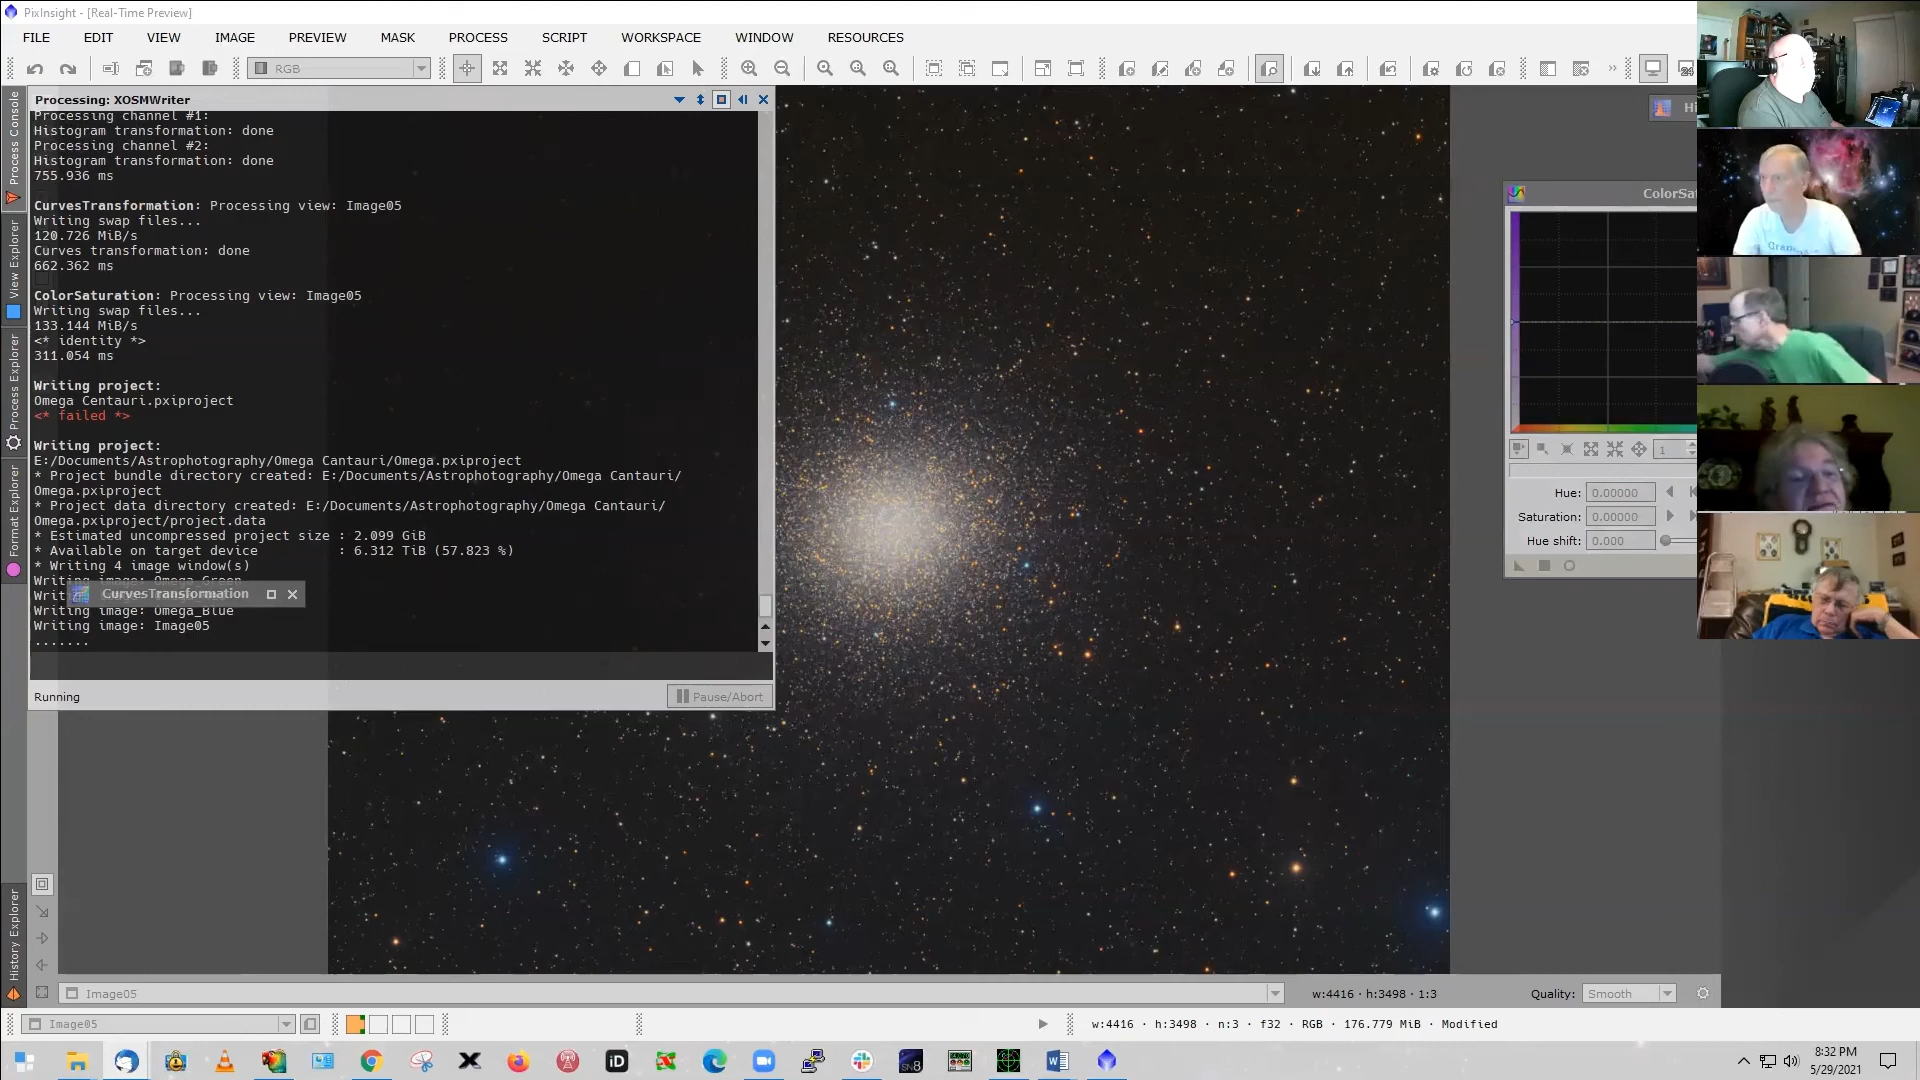 PixInsight - [Real-Time Preview]
FILE EDIT VIEW IMAGE PREVIEW MASK PROCESS SCRIPT WORKSPACE WINDOW RESOURCES
RGB
Processing: XOSMWriter
Processing channel #1:
Histogram transformation: done
Processing channel #2:
Histogram transformation: done
755.936 ms
CurvesTransformation: Processing view: Image05
Writing swap files...
120.726 MiB/s
Curves transformation: done
662.362 ms
ColorSaturation: Processing view: Image05
Writing swap files...
133.144 MiB/s
<* identity *>
311.054 ms
Writing project:
Omega Centauri.pxiproject
<* failed *>
Writing project:
E:/Documents/Astrophotography/Omega Cantauri/Omega.pxiproject
* Project bundle directory created: E:/Documents/Astrophotography/Omega Cantauri/
Omega.pxiproject
* Project data directory created: E:/Documents/Astrophotography/Omega Cantauri/
Omega.pxiproject/project.data
* Estimated uncompressed project size : 2.099 GiB
* Available on target device : 6.312 TiB (57.823 %)
* Writing 4 image window(s)
Writing image: Omega_Green
Writ
CurvesTransformation
Writing image: Omega_Blue
Writing image: Image05
.......
Running
Pause/Abort
Process Console
View Explorer
Process Explorer
Format Explorer
History Explorer
Hi
ColorSa
1
Hue: 0.00000
Saturation: 0.00000
Hue shift: 0.000
Image05
w:4416 · h:3498 · 1:3
Quality: Smooth
Image05
w:4416 · h:3498 · n:3 · f32 · RGB · 176.779 MiB · Modified
iD
SN8
8:32 PM
5/29/2021